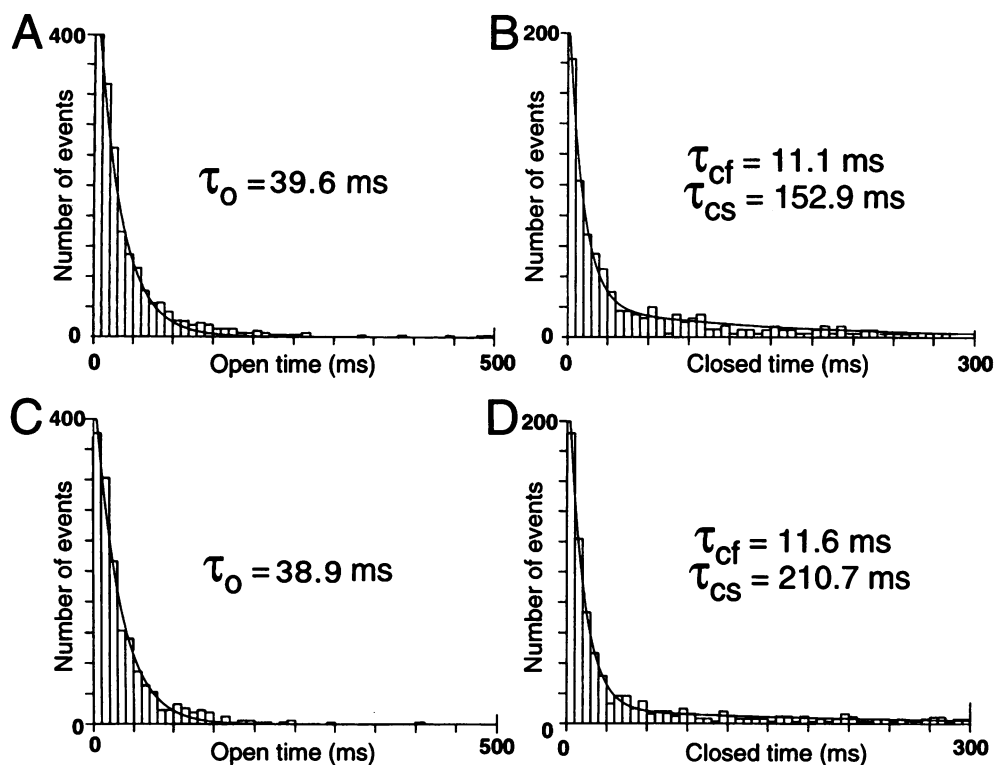 A
400
Number of events
0
τo = 39.6 ms
0
Open time (ms)
500
B
200
Number of events
0
τcf = 11.1 ms
τcs = 152.9 ms
0
Closed time (ms)
300
C
400
Number of events
0
τo = 38.9 ms
0
Open time (ms)
500
D
200
Number of events
0
τcf = 11.6 ms
τcs = 210.7 ms
0
Closed time (ms)
300